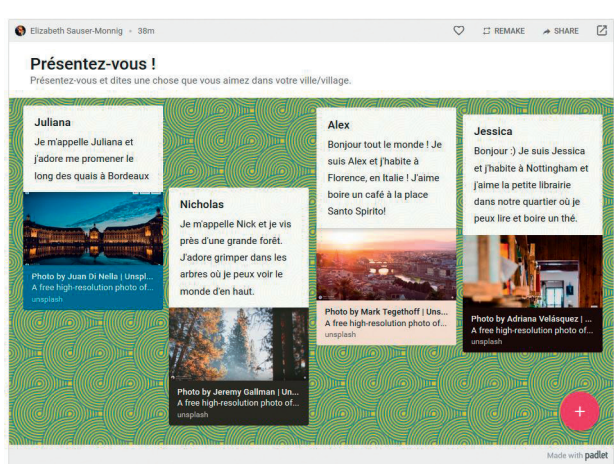 Elizabeth Sauser-Monnig • 38m
REMAKE
SHARE
Présentez-vous !
Présentez-vous et dites une chose que vous aimez dans votre ville/village.
Juliana
Je m'appelle Juliana et
j'adore me promener le
long des quais à Bordeaux
Photo by Juan Di Nella | Unspl...
A free high-resolution photo of...
unsplash
Nicholas
Je me appelle Nick et je vis
près d'une grande forêt.
J'adore grimper dans les
arbres où je peux voir le
monde d'en haut.
Photo by Jeremy Gallman | Un...
A free high-resolution photo of...
unsplash
Alex
Bonjour tout le monde ! Je
suis Alex et j'habite à
Florence, en Italie ! J'aime
boire un café à la place
Santo Spirito!
Photo by Mark Tegethoff | Uns...
A free high-resolution photo of...
unsplash
Jessica
Bonjour :) Je suis Jessica
et j'habite à Nottingham et
j'aime la petite librairie
dans notre quartier où je
peux lire et boire un thé.
Photo by Adriana Velásquez | ...
A free high-resolution photo of...
unsplash
Made with padlet